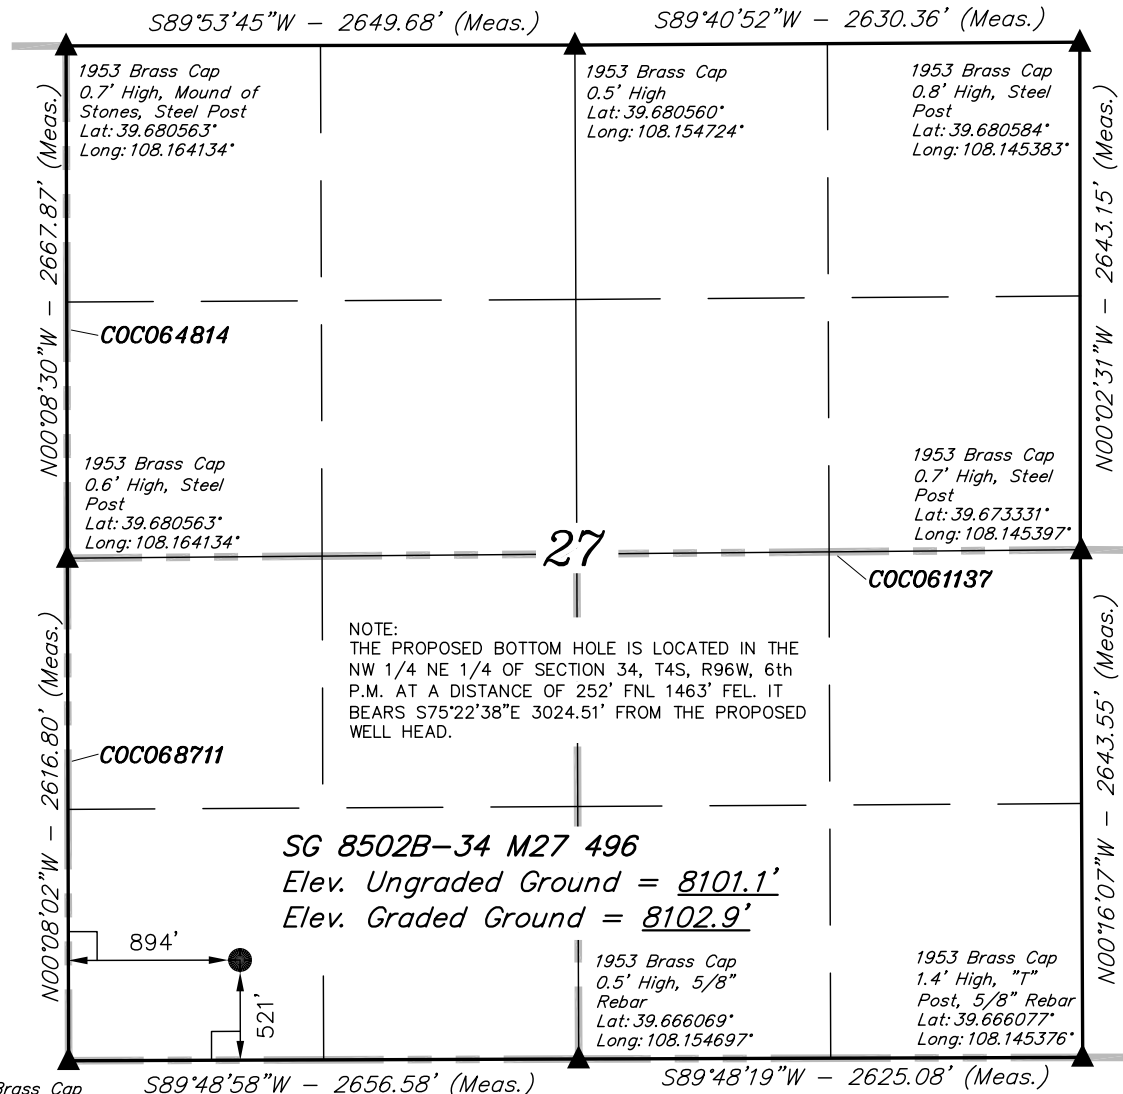 S89°53'45"W - 2649.68' (Meas.)
S89°40'52"W - 2630.36' (Meas.)
1953 Brass Cap
0.7' High, Mound of
Stones, Steel Post
Lat: 39.680563°
Long: 108.164134°
1953 Brass Cap
0.5' High
Lat: 39.680560°
Long: 108.154724°
1953 Brass Cap
0.8' High, Steel
Post
Lat: 39.680584°
Long: 108.145383°
N00°08'30"W - 2667.87' (Meas.)
N00°02'31"W - 2643.15' (Meas.)
COC064814
1953 Brass Cap
0.6' High, Steel
Post
Lat: 39.680563°
Long: 108.164134°
1953 Brass Cap
0.7' High, Steel
Post
Lat: 39.673331°
Long: 108.145397°
27
COC061137
NOTE:
THE PROPOSED BOTTOM HOLE IS LOCATED IN THE
NW 1/4 NE 1/4 OF SECTION 34, T4S, R96W, 6th
P.M. AT A DISTANCE OF 252' FNL 1463' FEL. IT
BEARS S75°22'38"E 3024.51' FROM THE PROPOSED
WELL HEAD.
N00°08'02"W - 2616.80' (Meas.)
N00°16'07"W - 2643.55' (Meas.)
COC068711
SG 8502B-34 M27 496
Elev. Ungraded Ground = 8101.1'
Elev. Graded Ground = 8102.9'
894'
521'
1953 Brass Cap
0.5' High, 5/8"
Rebar
Lat: 39.666069°
Long: 108.154697°
1953 Brass Cap
1.4' High, "T"
Post, 5/8" Rebar
Lat: 39.666077°
Long: 108.145376°
Brass Cap
S89°48'58"W - 2656.58' (Meas.)
S89°48'19"W - 2625.08' (Meas.)